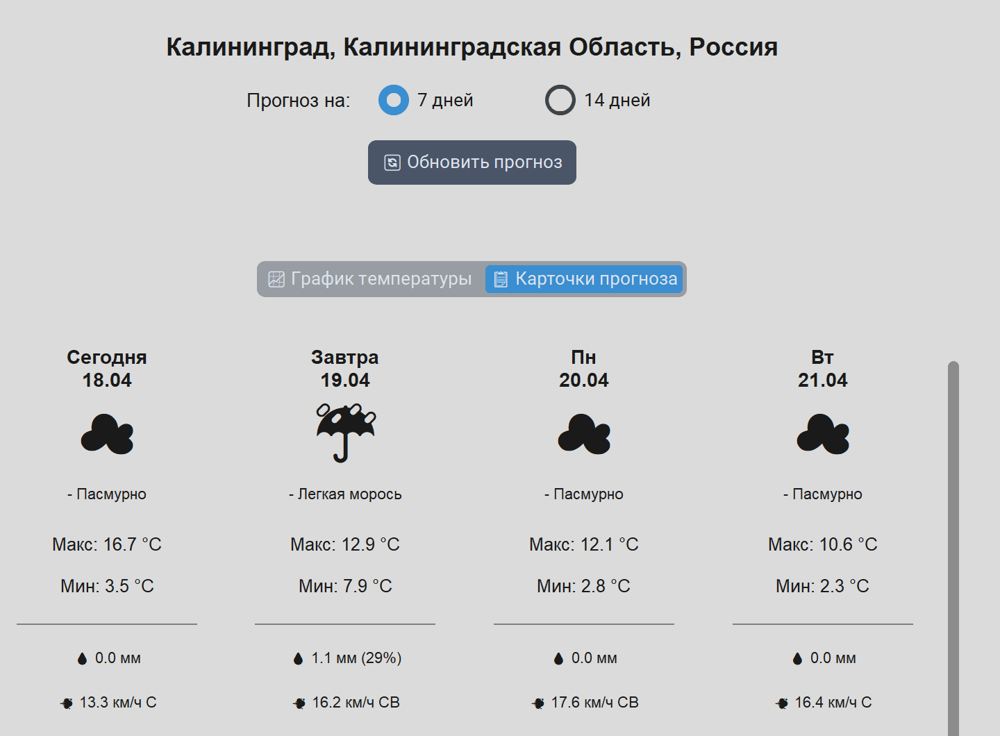 Калининград, Калининградская Область, Россия
Прогноз на: 7 дней 14 дней
Обновить прогноз
График температуры Карточки прогноза
Сегодня Завтра Пн Вт
18.04 19.04 20.04 21.04
- Пасмурно - Легкая морось - Пасмурно - Пасмурно
Макс: 16.7 °C Макс: 12.9 °C Макс: 12.1 °C Макс: 10.6 °C
Мин: 3.5 °C Мин: 7.9 °C Мин: 2.8 °C Мин: 2.3 °C
0.0 мм 1.1 мм (29%) 0.0 мм 0.0 мм
13.3 км/ч С 16.2 км/ч СВ 17.6 км/ч СВ 16.4 км/ч С